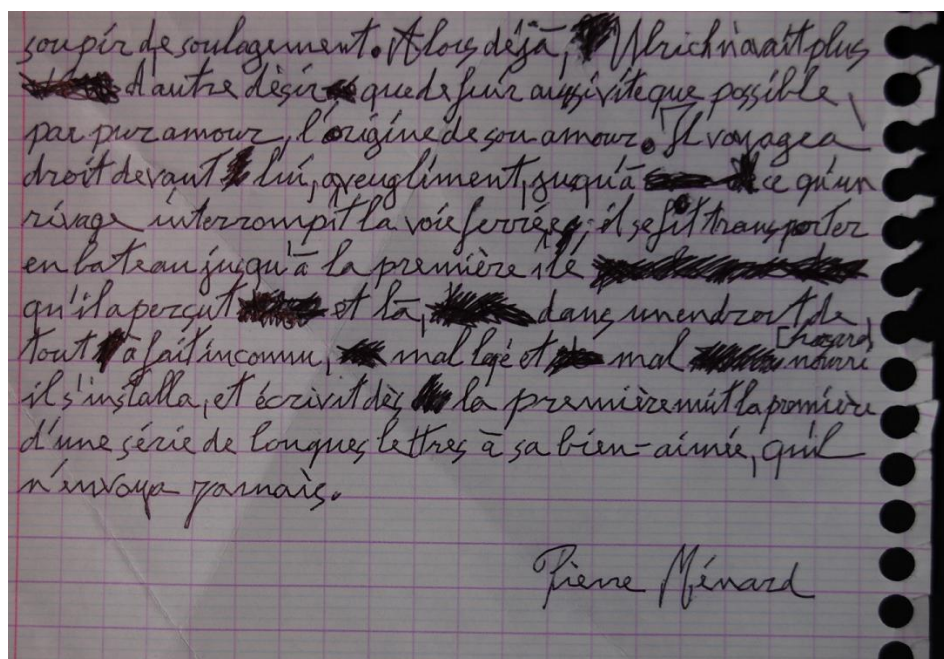 soupir de soulagement. Alors déjà, Ulrich n'avait plus
d'autre désir que de fuir aussi vite que possible,
par pur amour, l'origine de son amour. Il voyagea
droit devant lui, aveuglément, jusqu'à ce qu'un
rivage interrompît la voie ferrée; il se fit transporter
en bateau jusqu'à la première île
qu'il aperçut et là, dans un endroit de
hasard,
tout à fait inconnu, mal logé et mal nourri
il s'installa, et écrivit dès la première nuit la première
d'une série de longues lettres à sa bien-aimée, qu'il
n'envoya jamais.
Pierre Ménard